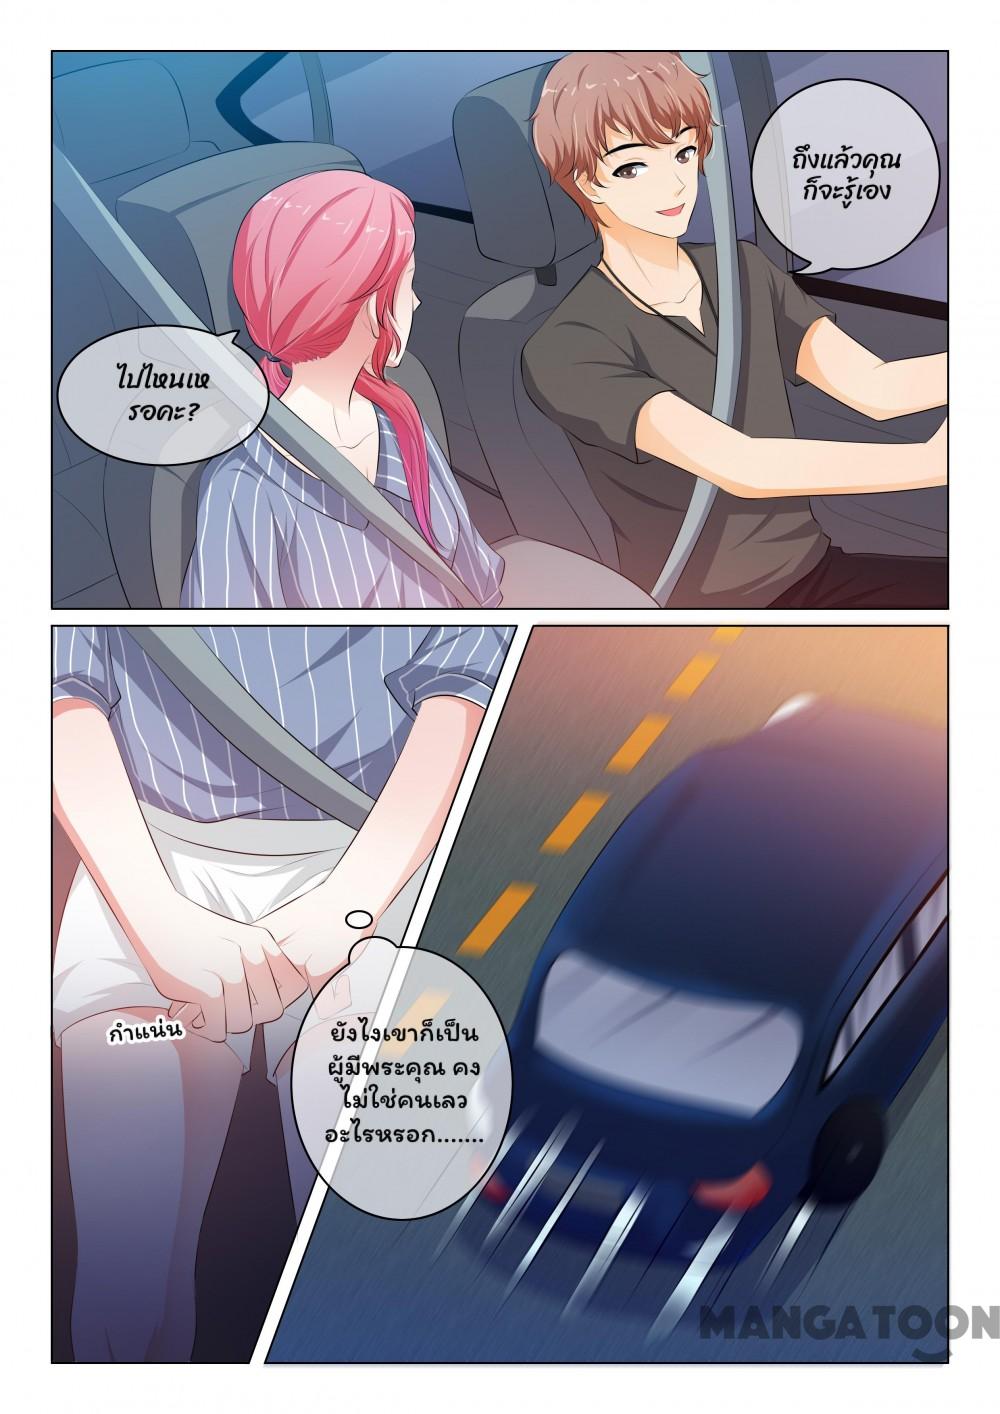 ถึงแล้วคุณ
ก็จะรู้เอง
ไปไหนเห
รอคะ?
กำแน่น
ยังไงเขาก็เป็น
ผู้มีพระคุณ คง
ไม่ใช่คนเลว
อะไรหรอก.......
MANGA TOON